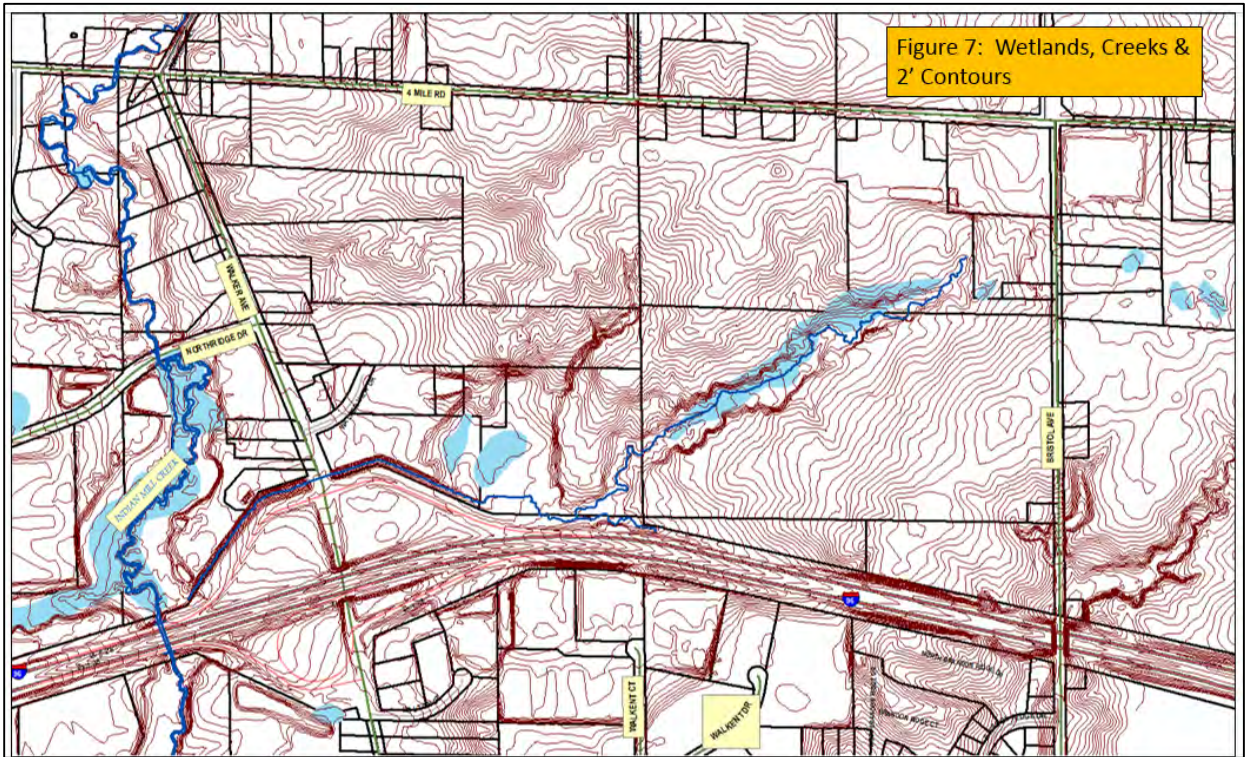 Figure 7: Wetlands, Creeks &
2' Contours
4 MILE RD
WALKER AVE
NORTHRIDGE DR
INDIAN MILL CREEK
BRISTOL AVE
96
96
WALKENT CT
WALKENT DR